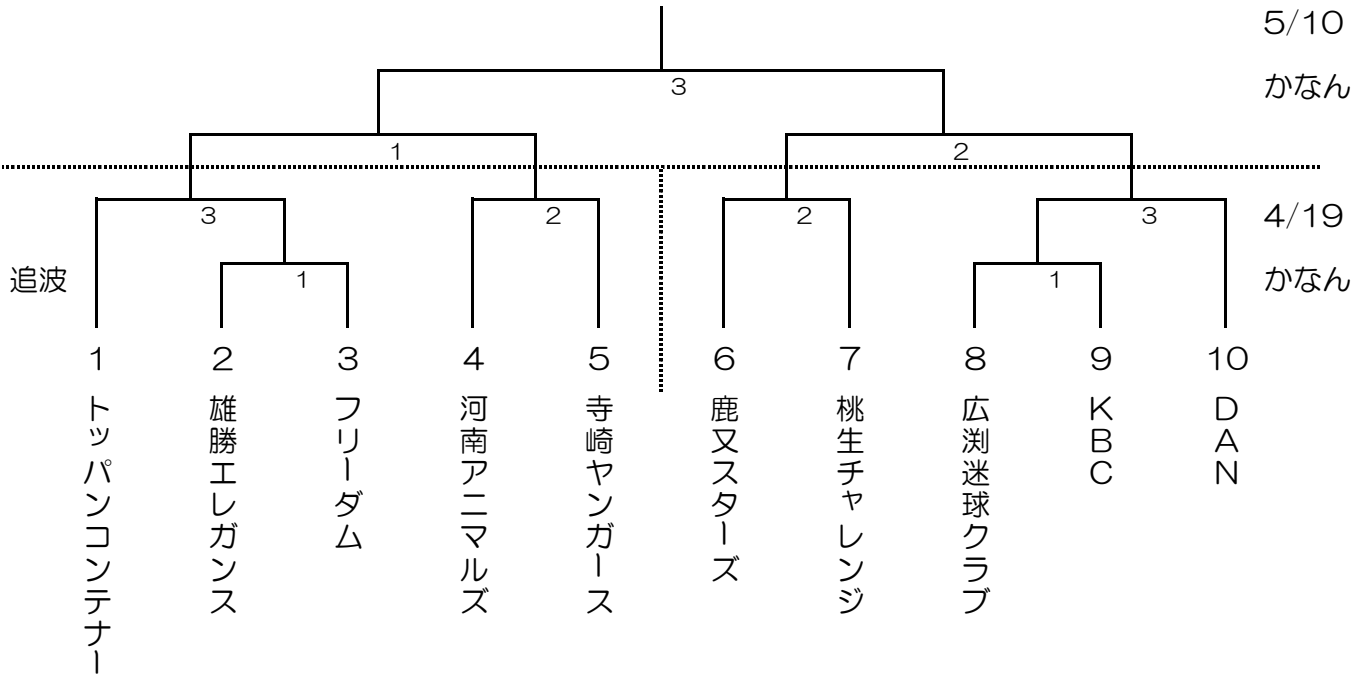 5/10
3
かなん
1
2
3
2
2
3
4/19
追波
1
1
かなん
1
2
3
4
5
6
7
8
9
10
トッパンコンテナー
雄勝エレガンス
フリーダム
河南アニマルズ
寺崎ヤンガース
鹿又スターズ
桃生チャレンジ
広渕迷球クラブ
KBC
DAN